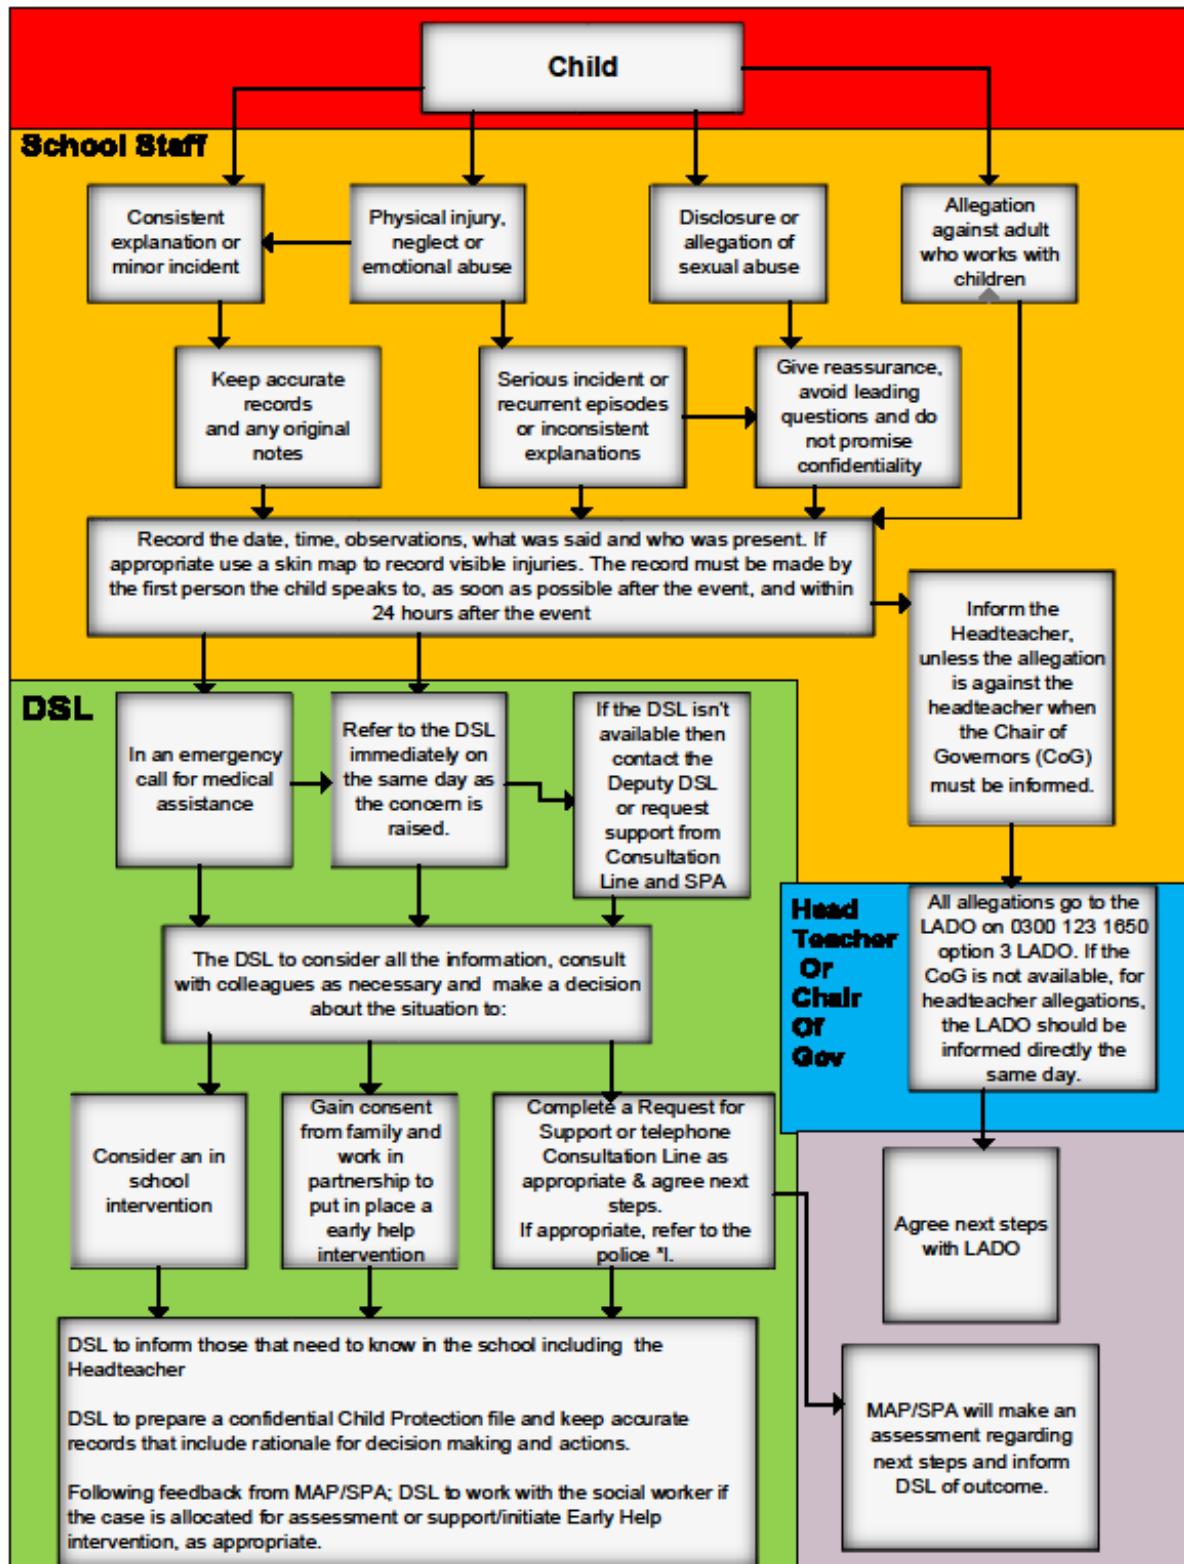 Child
School Staff
Consistent
explanation or
minor incident
Physical injury,
neglect or
emotional abuse
Disclosure or
allegation of
sexual abuse
Allegation
against adult
who works with
children
Keep accurate
records
and any original
notes
Serious incident or
recurrent episodes
or inconsistent
explanations
Give reassurance,
avoid leading
questions and do
not promise
confidentiality
Record the date, time, observations, what was said and who was present. If
appropriate use a skin map to record visible injuries. The record must be made by
the first person the child speaks to, as soon as possible after the event, and within
24 hours after the event
Inform the
Headteacher,
unless the allegation
is against the
headteacher when
the Chair of
Governors (CoG)
must be informed.
DSL
In an emergency
call for medical
assistance
Refer to the DSL
immediately on
the same day as
the concern is
raised.
If the DSL isn't
available then
contact the
Deputy DSL
or request
support from
Consultation
Line and SPA
Head
Teacher
Or
Chair
Of
Gov
All allegations go to the
LADO on 0300 123 1650
option 3 LADO. If the
CoG is not available, for
headteacher allegations,
the LADO should be
informed directly the
same day.
The DSL to consider all the information, consult
with colleagues as necessary and make a decision
about the situation to:
Consider an in
school
intervention
Gain consent
from family and
work in
partnership to
put in place a
early help
intervention
Complete a Request for
Support or telephone
Consultation Line as
appropriate & agree next
steps.
If appropriate, refer to the
police *l.
Agree next steps
with LADO
DSL to inform those that need to know in the school including the
Headteacher
DSL to prepare a confidential Child Protection file and keep accurate
records that include rationale for decision making and actions.
Following feedback from MAP/SPA; DSL to work with the social worker if
the case is allocated for assessment or support/initiate Early Help
intervention, as appropriate.
MAP/SPA will make an
assessment regarding
next steps and inform
DSL of outcome.